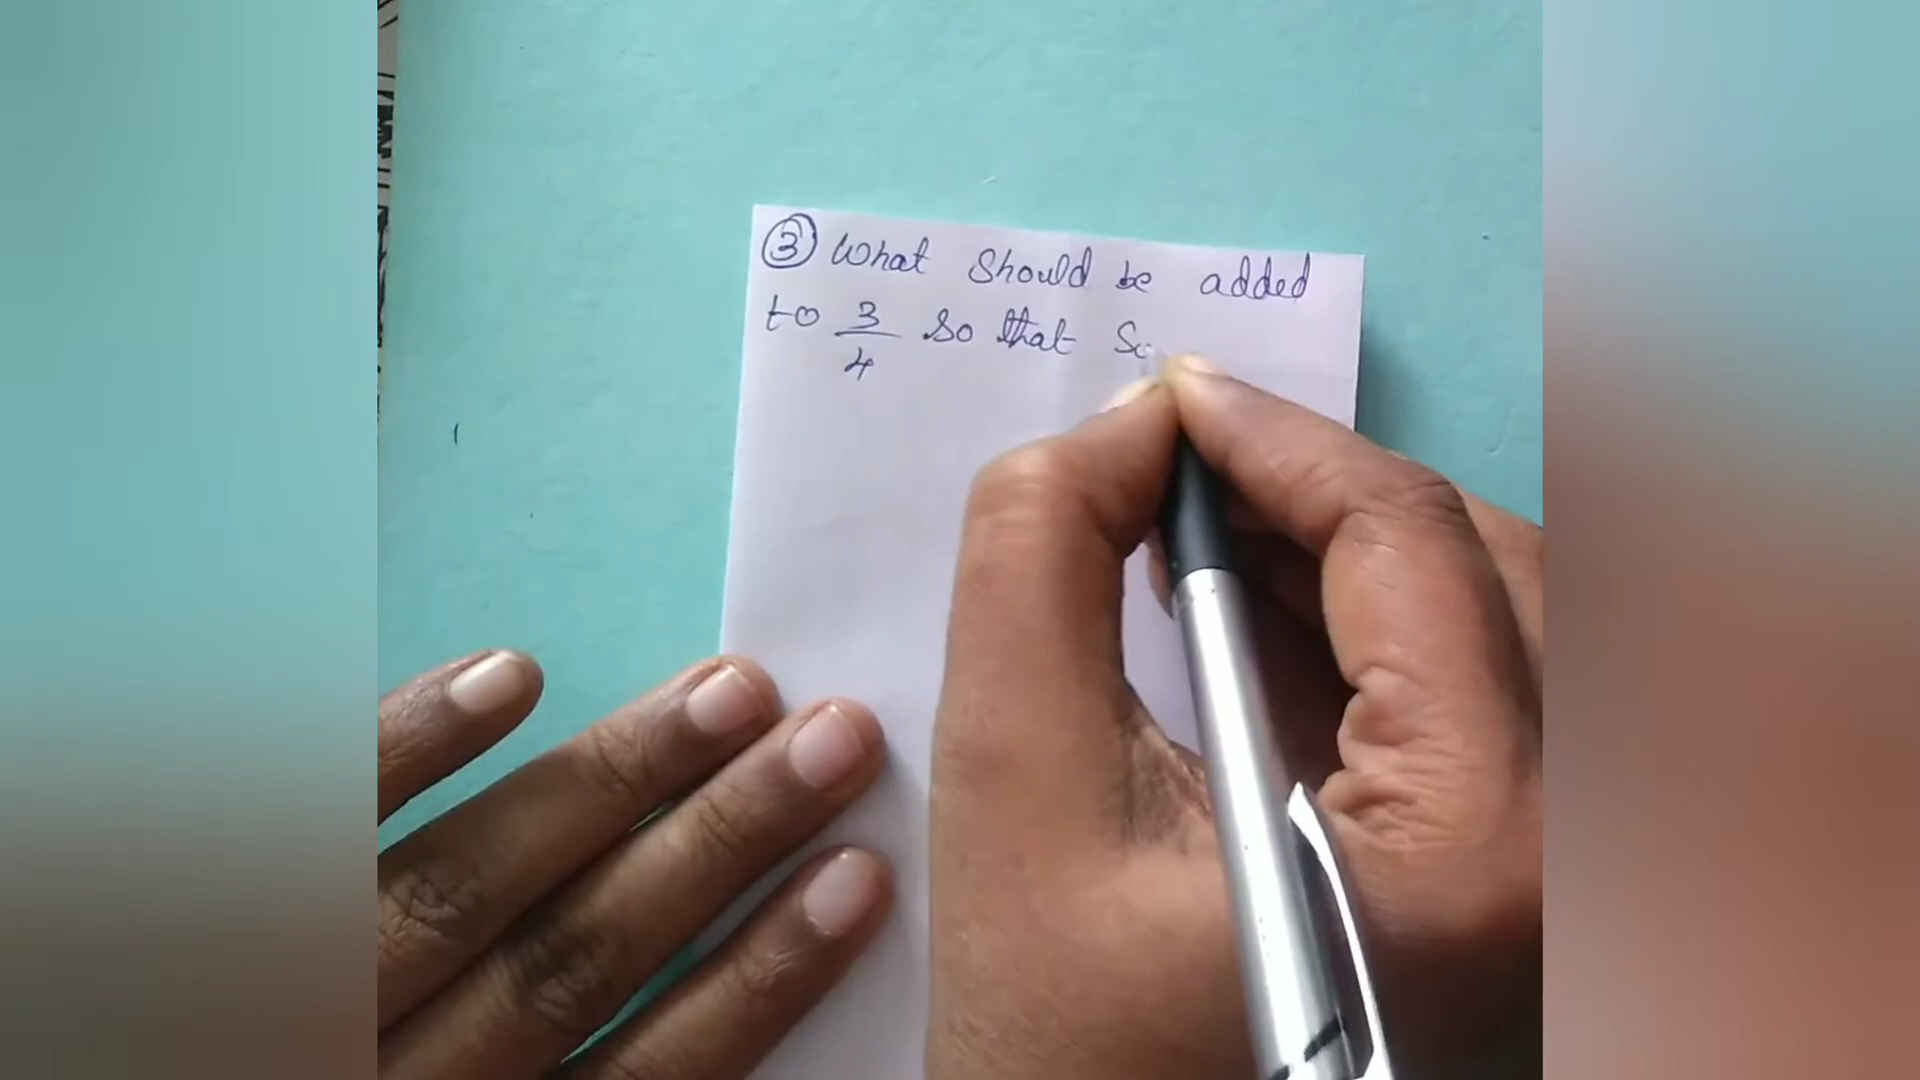 ③ What should be added
to 3/4 so that